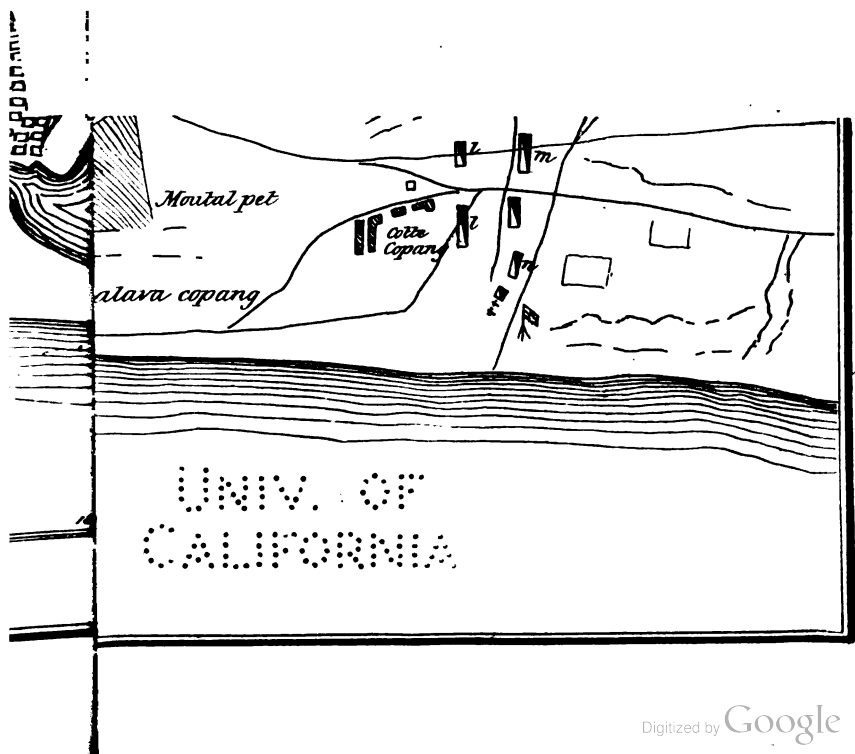 l
m
Moutal pet
l
Cotte
Copang
n
alava copang
UNIV. OF
CALIFORNIA
Digitized by Google